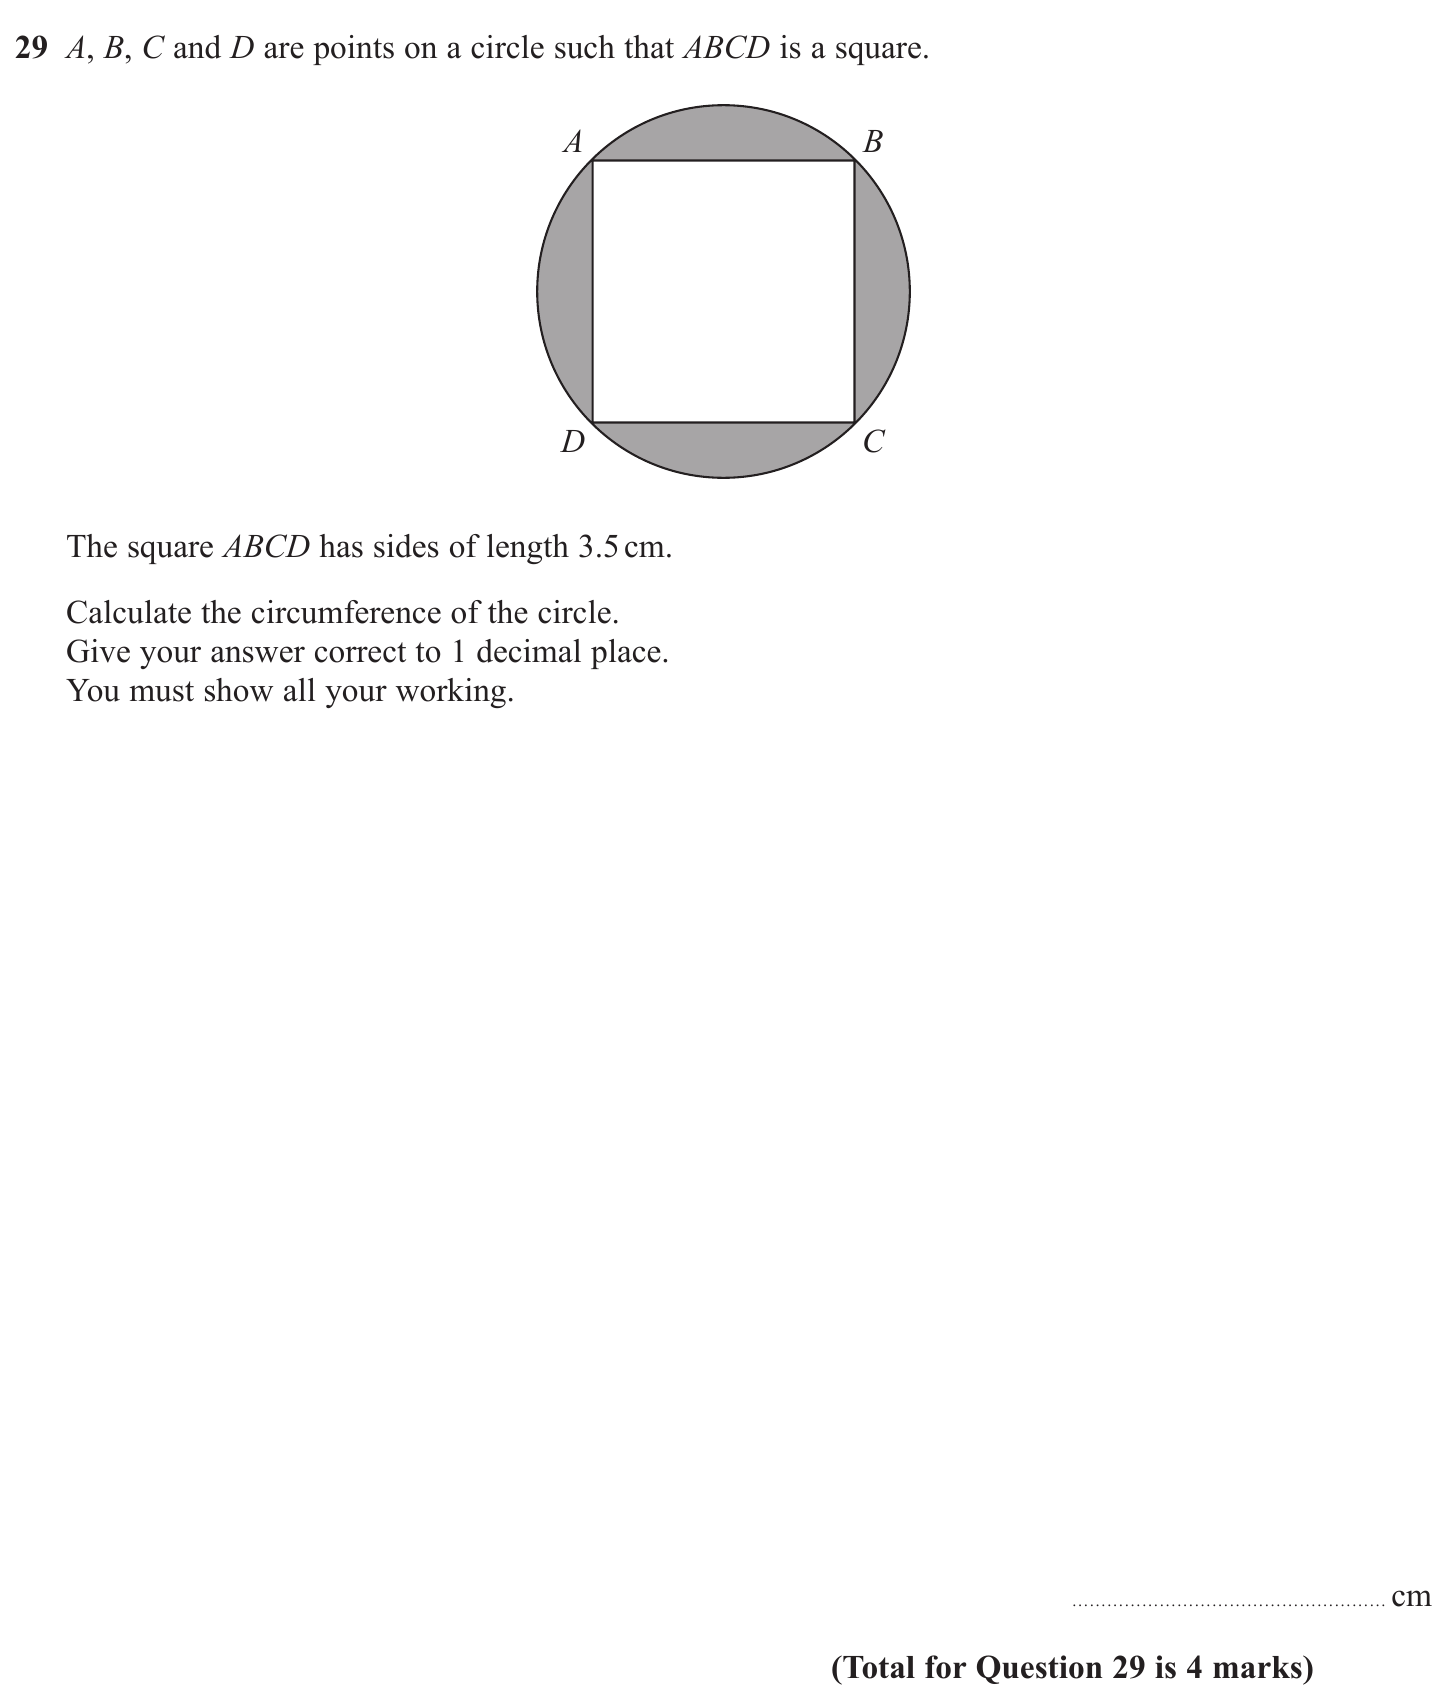 29 A, B, C and D are points on a circle such that ABCD is a square.
A
B
D
C
The square ABCD has sides of length 3.5 cm.
Calculate the circumference of the circle.
Give your answer correct to 1 decimal place.
You must show all your working.
...................................................... cm
(Total for Question 29 is 4 marks)